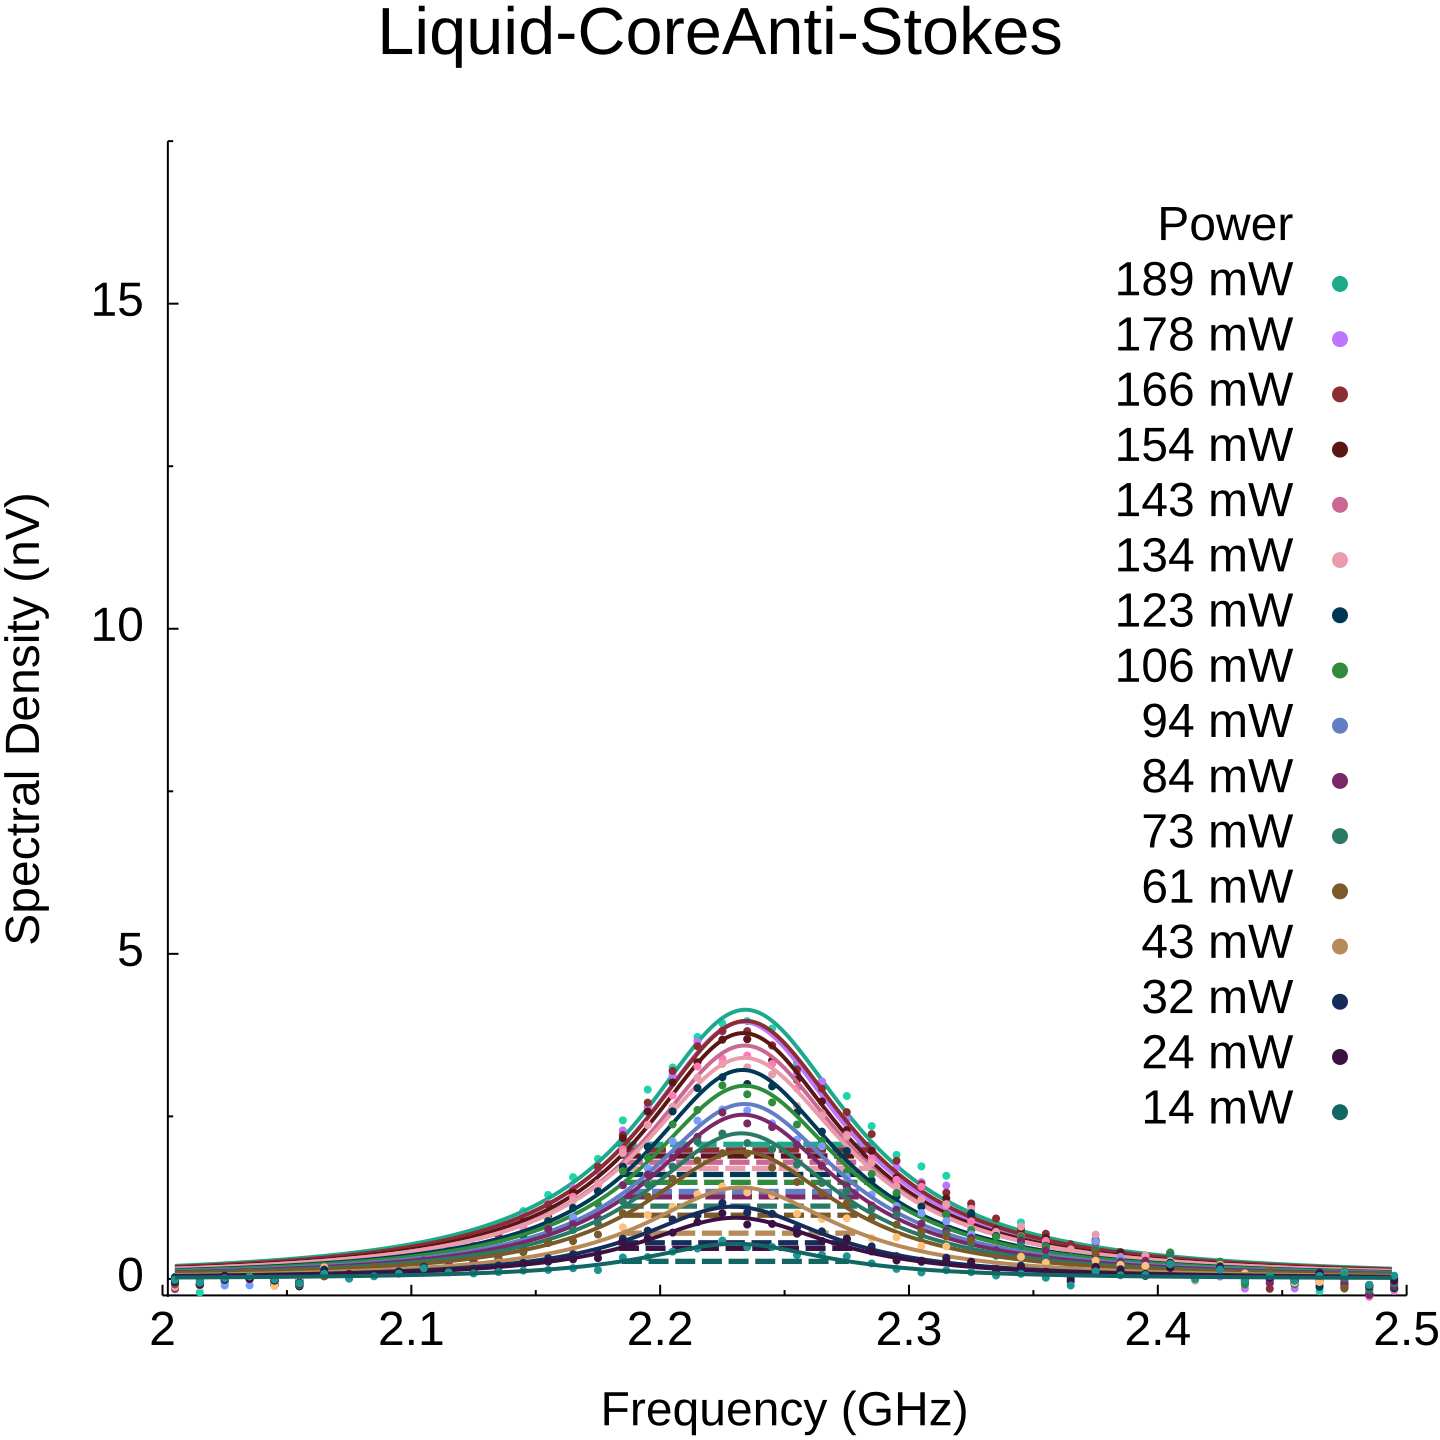 Liquid-CoreAnti-Stokes
Spectral Density (nV)
15
10
5
0
2
2.1
2.2
2.3
2.4
2.5
Frequency (GHz)
Power
189 mW
178 mW
166 mW
154 mW
143 mW
134 mW
123 mW
106 mW
94 mW
84 mW
73 mW
61 mW
43 mW
32 mW
24 mW
14 mW